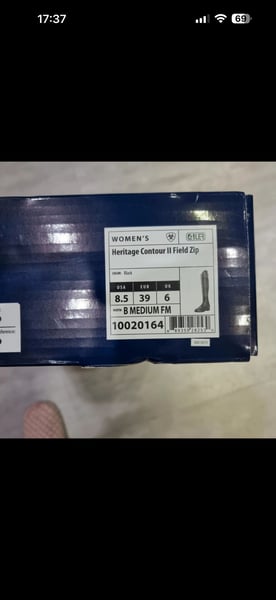 17:37
69
WOMEN'S
Heritage Contour II Field Zip
Black
USA EUR UK
8.5 39 6
B MEDIUM FM
10020164